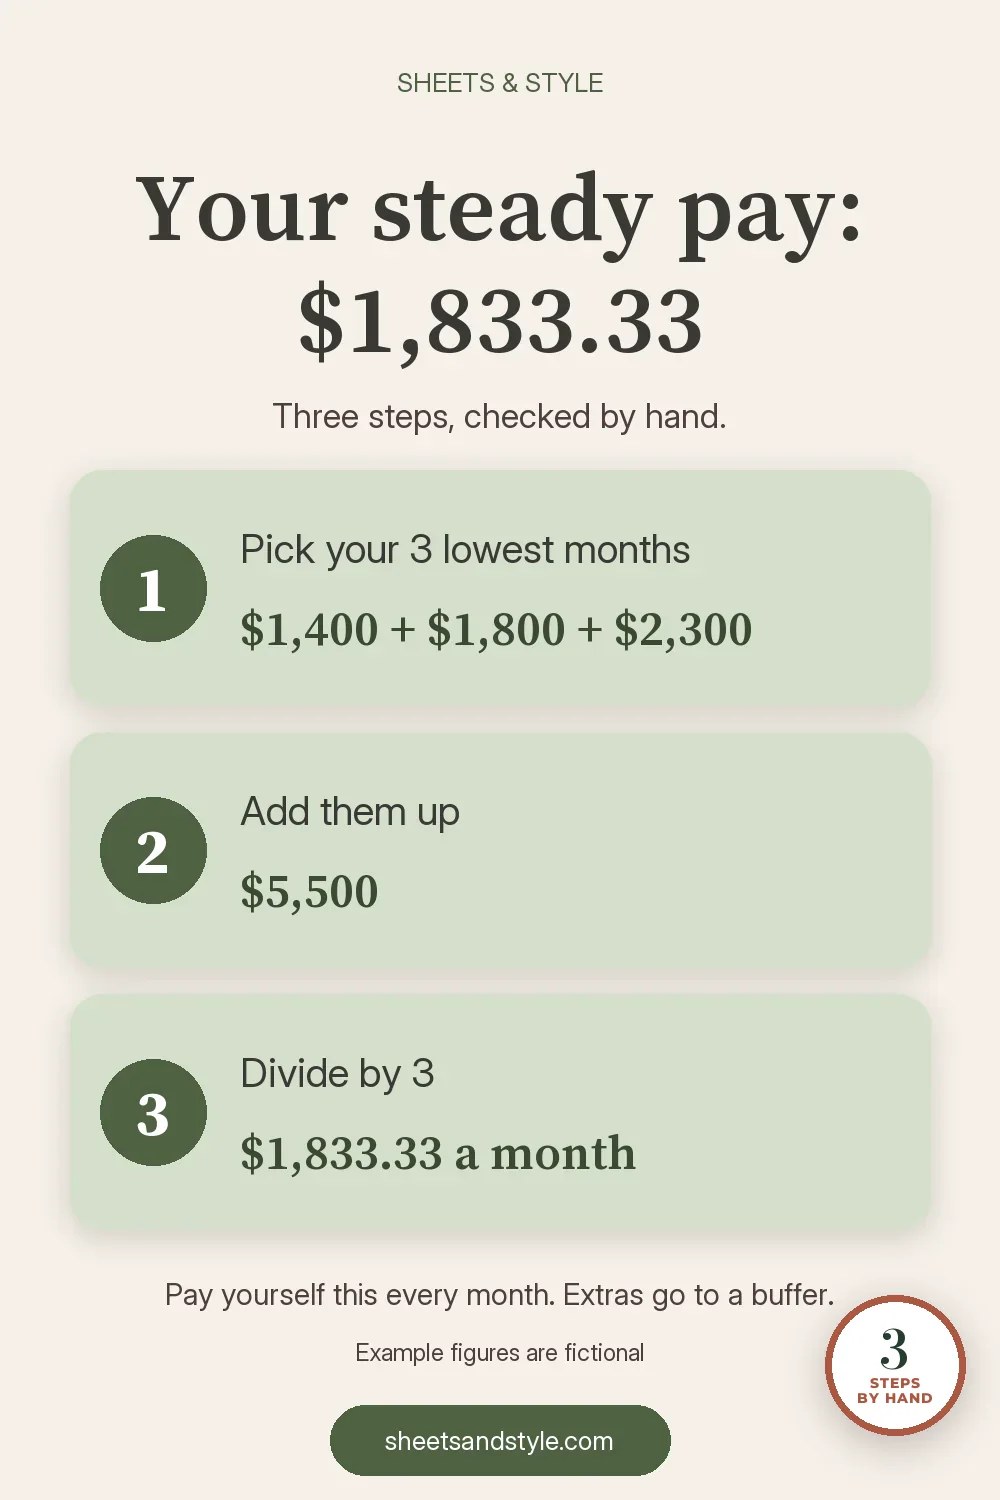 SHEETS & STYLE
Your steady pay:
$1,833.33
Three steps, checked by hand.
1
Pick your 3 lowest months
$1,400 + $1,800 + $2,300
2
Add them up
$5,500
3
Divide by 3
$1,833.33 a month
Pay yourself this every month. Extras go to a buffer.
Example figures are fictional
3
STEPS
BY HAND
sheetsandstyle.com